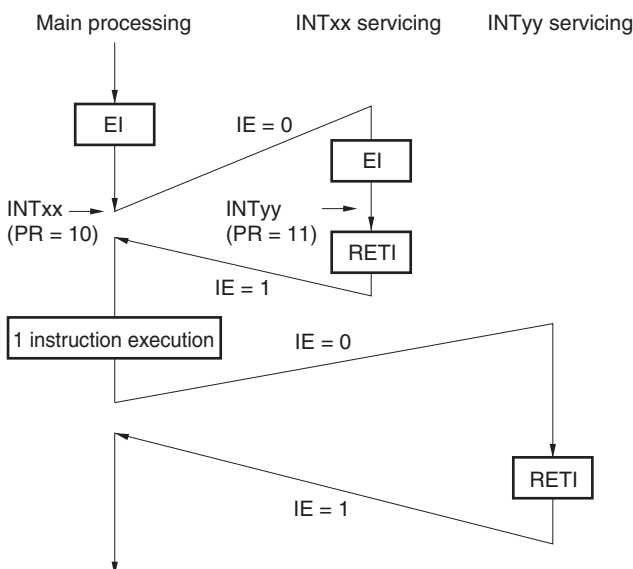 Main processing
INTxx servicing
INTyy servicing
EI
IE = 0
EI
INTxx
(PR = 10)
INTyy
(PR = 11)
RETI
IE = 1
1 instruction execution
IE = 0
RETI
IE = 1